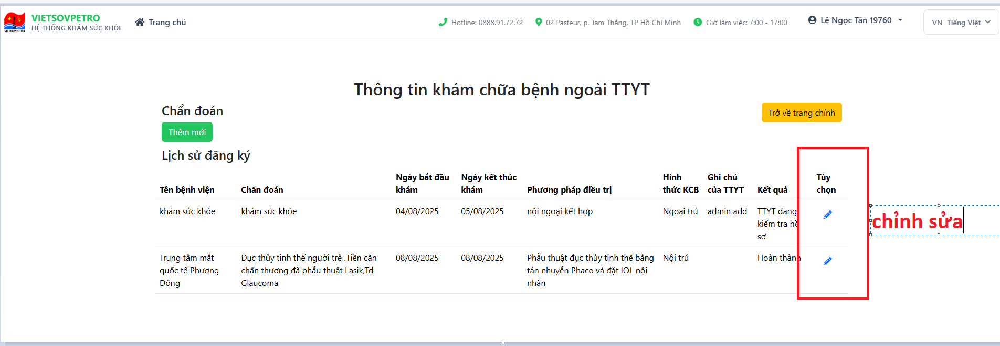 VIETSOVPETRO
HỆ THỐNG KHÁM SỨC KHỎE
VIETSOVPETRO
Trang chủ
Hotline: 0888.91.72.72
02 Pasteur, p. Tam Thắng, TP Hồ Chí Minh
Giờ làm việc: 7:00 - 17:00
Lê Ngọc Tân 19760
VN Tiếng Việt
Thông tin khám chữa bệnh ngoài TTYT
Chẩn đoán
Trở về trang chính
Thêm mới
Lịch sử đăng ký
Tên bệnh viện
Chẩn đoán
Ngày bắt đầu
khám
Ngày kết thúc
khám
Phương pháp điều trị
Hình
thức KCB
Ghi chú
của TTYT
Kết quả
Tùy
chọn
khám sức khỏe
khám sức khỏe
04/08/2025
05/08/2025
nội ngoại kết hợp
Ngoại trú
admin add
TTYT đang
kiểm tra hồ
sơ
chỉnh sửa
Trung tâm mắt
quốc tế Phương
Đông
Đục thủy tinh thể người trẻ .Tiền căn
chấn thương đã phẫu thuật Lasik,Td
Glaucoma
08/08/2025
08/08/2025
Phẫu thuật đục thủy tinh thể bằng
tán nhuyễn Phaco và đặt IOL nội
nhãn
Nội trú
Hoàn thành